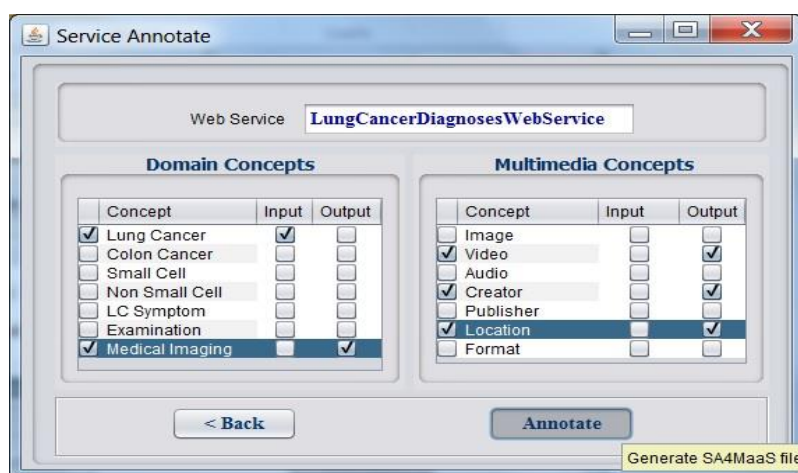 Service Annotate
Web Service LungCancerDiagnosesWebService
Domain Concepts
Concept Input Output
Lung Cancer
Colon Cancer
Small Cell
Non Small Cell
LC Symptom
Examination
Medical Imaging
Multimedia Concepts
Concept Input Output
Image
Video
Audio
Creator
Publisher
Location
Format
< Back
Annotate
Generate SA4MaaS file